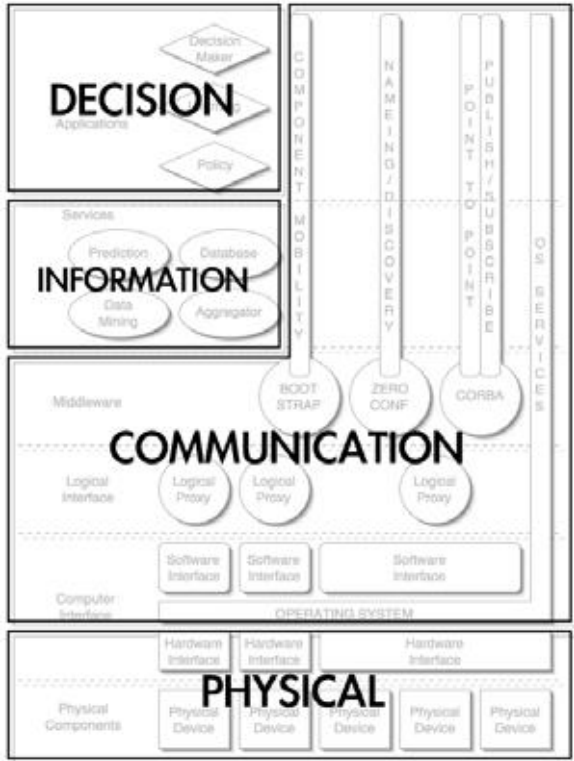 Decision
Maker
DECISION
Applications
Policy
Services
Prediction
Database
INFORMATION
Data
Mining
Aggregator
COMPONENT MOBILITY
NAMEING/DISCOVERY
POINT TO POINT
PUBLISH/SUBSCRIBE
OS SERVICES
Middleware
BOOT
STRAP
ZERO
CONF
CORBA
COMMUNICATION
Logical
Interface
Logical
Proxy
Logical
Proxy
Logical
Proxy
Software
Interface
Software
Interface
Software
Interface
Computer
Interface
OPERATING SYSTEM
Hardware
Interface
Hardware
Interface
Hardware
Interface
PHYSICAL
Physical
Components
Physical
Device
Physical
Device
Physical
Device
Physical
Device
Physical
Device